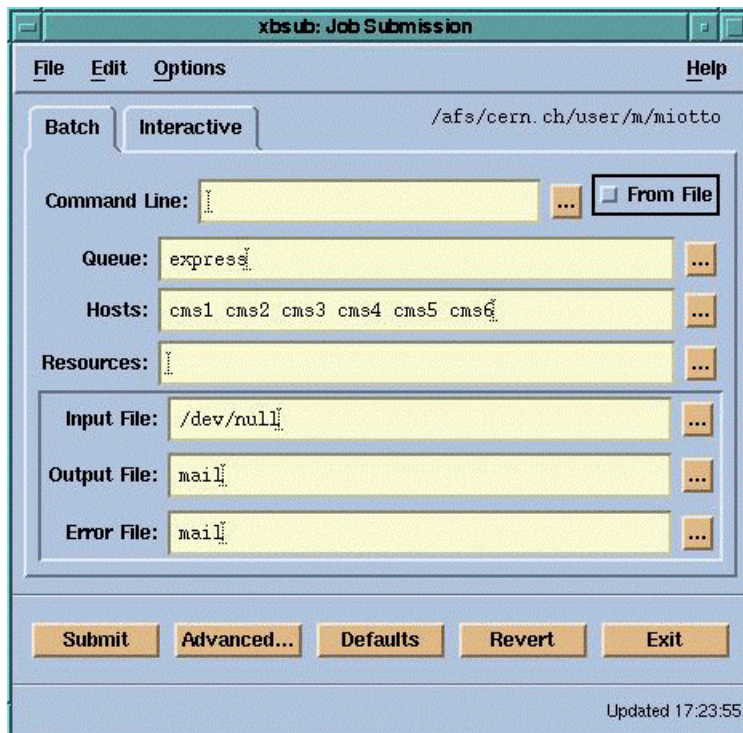 xbsub: Job Submission
File Edit Options Help
Batch Interactive /afs/cern.ch/user/m/miotto
Command Line: ... From File
Queue: express ...
Hosts: cms1 cms2 cms3 cms4 cms5 cms6 ...
Resources: ...
Input File: /dev/null ...
Output File: mail ...
Error File: mail ...
Submit Advanced... Defaults Revert Exit
Updated 17:23:55